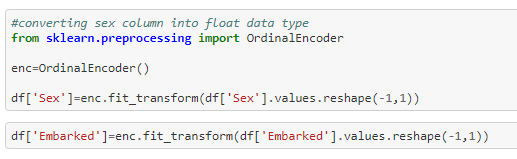 #converting sex column into float data type
from sklearn.preprocessing import OrdinalEncoder
enc=OrdinalEncoder()
df['Sex']=enc.fit_transform(df['Sex'].values.reshape(-1,1))
df['Embarked']=enc.fit_transform(df['Embarked'].values.reshape(-1,1))